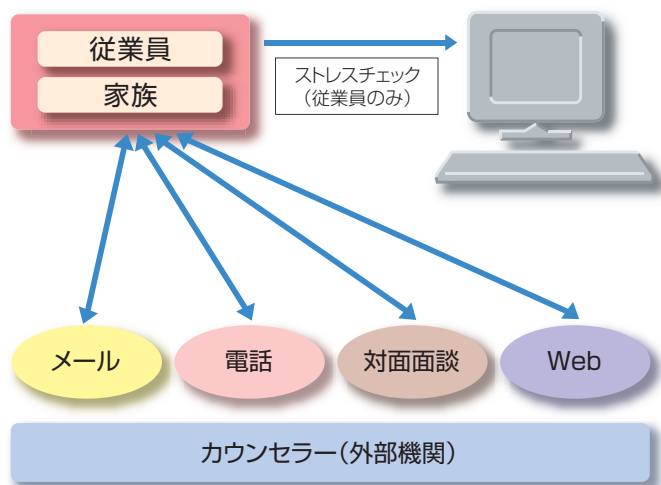 従業員
家族
ストレスチェック
（従業員のみ）
メール
電話
対面面談
Web
カウンセラー（外部機関）